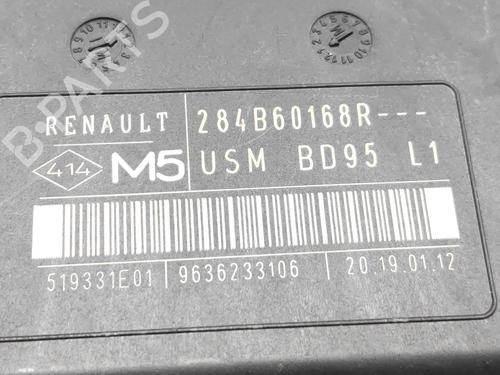 B-PARTS
RENAULT 284B60168R---
414 M5 USM BD95 L1
519331E01 9636233106 20.19.01.12